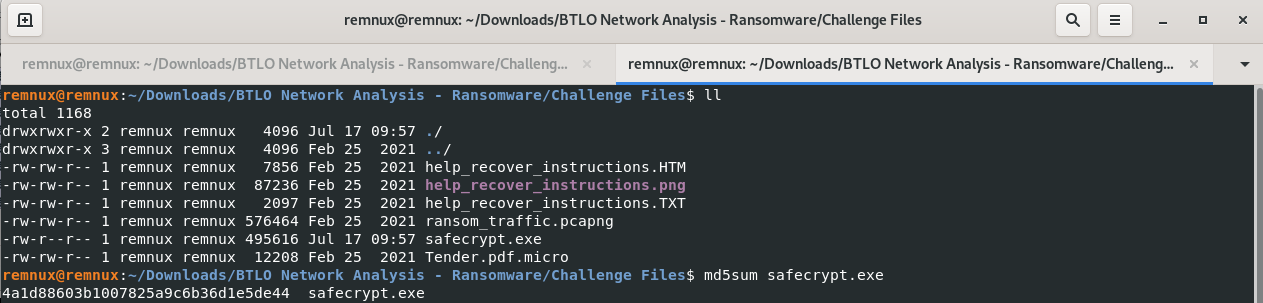 remnux@remnux: ~/Downloads/BTLO Network Analysis - Ransomware/Challenge Files
remnux@remnux: ~/Downloads/BTLO Network Analysis - Ransomware/Challeng...
remnux@remnux: ~/Downloads/BTLO Network Analysis - Ransomware/Challeng...
remnux@remnux:~/Downloads/BTLO Network Analysis - Ransomware/Challenge Files$ ll
total 1168
drwxrwxr-x 2 remnux remnux   4096 Jul 17 09:57 ./
drwxrwxr-x 3 remnux remnux   4096 Feb 25  2021 ../
-rw-rw-r-- 1 remnux remnux   7856 Feb 25  2021 help_recover_instructions.HTM
-rw-rw-r-- 1 remnux remnux  87236 Feb 25  2021 help_recover_instructions.png
-rw-rw-r-- 1 remnux remnux   2097 Feb 25  2021 help_recover_instructions.TXT
-rw-rw-r-- 1 remnux remnux 576464 Feb 25  2021 ransom_traffic.pcapng
-rw-r--r-- 1 remnux remnux 495616 Jul 17 09:57 safecrypt.exe
-rw-rw-r-- 1 remnux remnux  12208 Feb 25  2021 Tender.pdf.micro
remnux@remnux:~/Downloads/BTLO Network Analysis - Ransomware/Challenge Files$ md5sum safecrypt.exe
4a1d88603b1007825a9c6b36d1e5de44  safecrypt.exe